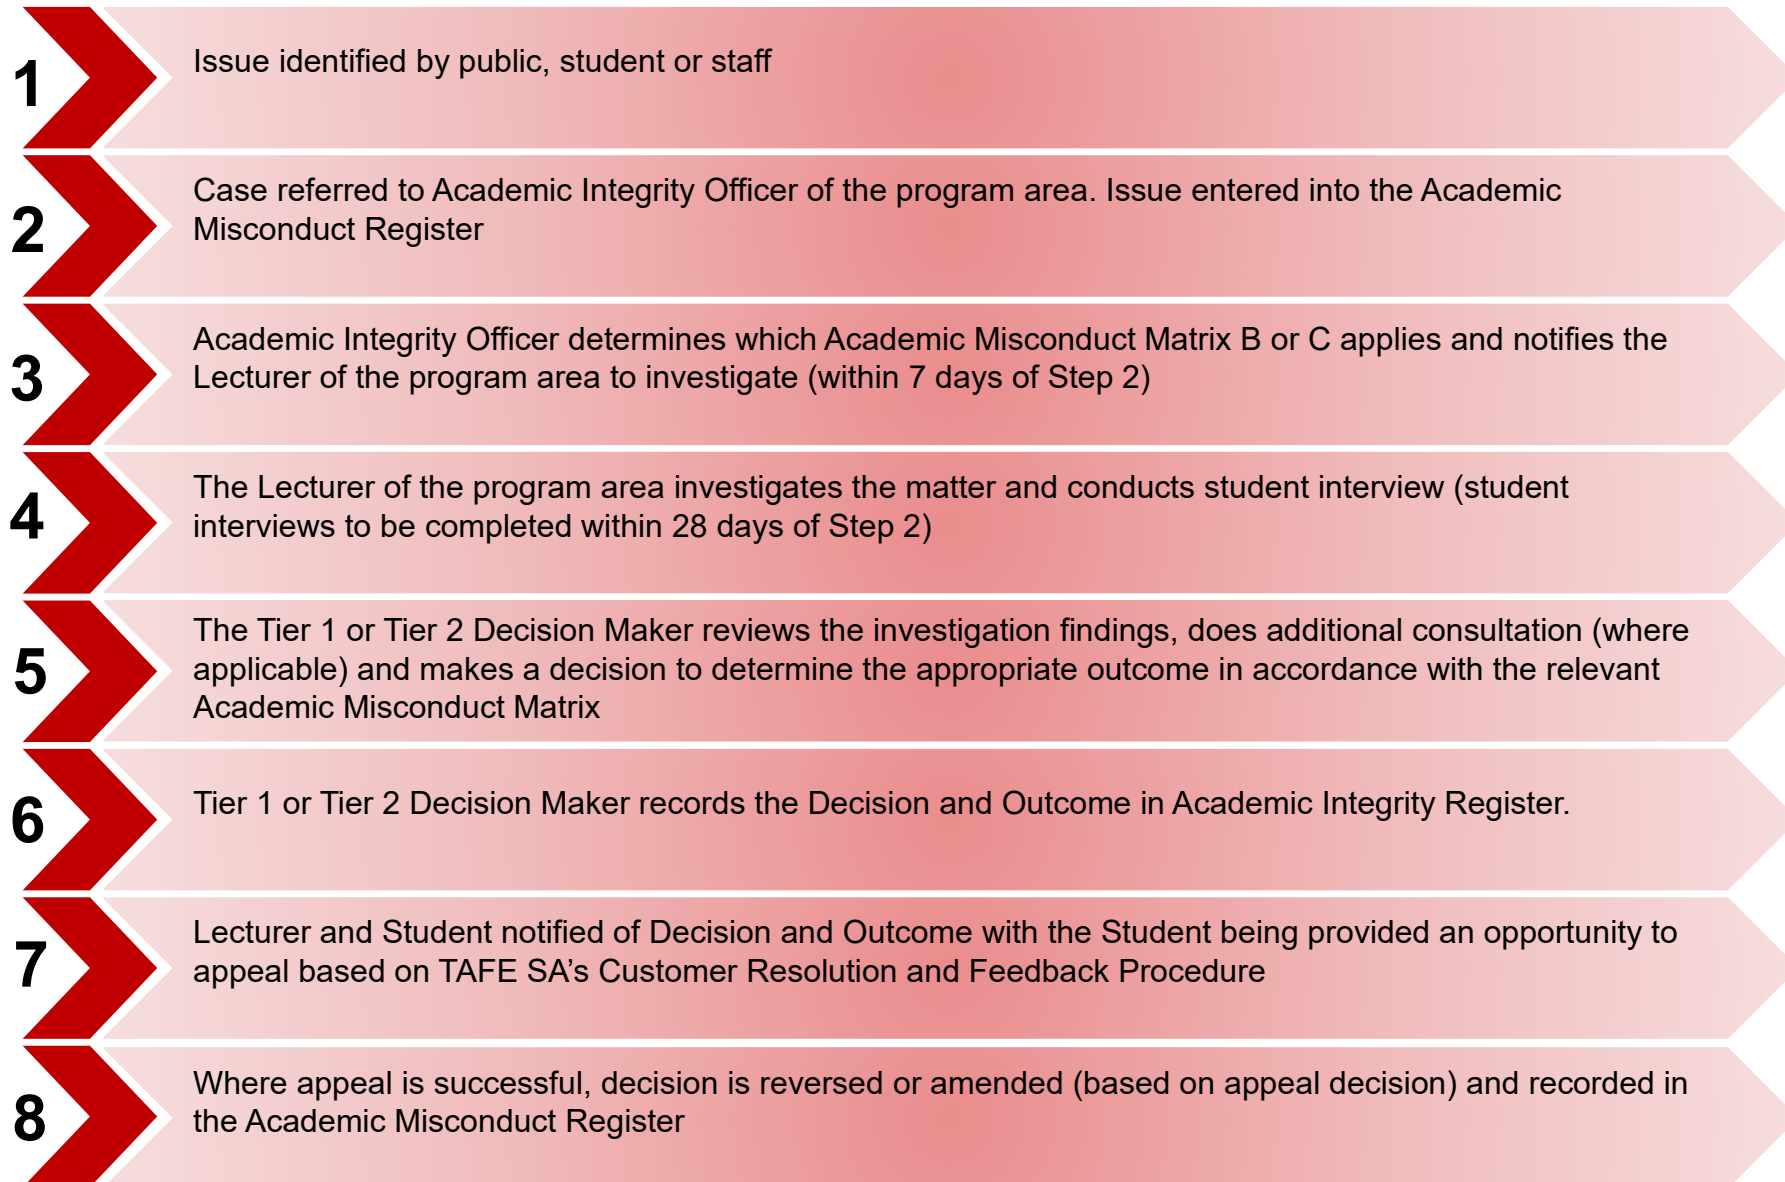 1
Issue identified by public, student or staff
2
Case referred to Academic Integrity Officer of the program area. Issue entered into the Academic
Misconduct Register
3
Academic Integrity Officer determines which Academic Misconduct Matrix B or C applies and notifies the
Lecturer of the program area to investigate (within 7 days of Step 2)
4
The Lecturer of the program area investigates the matter and conducts student interview (student
interviews to be completed within 28 days of Step 2)
5
The Tier 1 or Tier 2 Decision Maker reviews the investigation findings, does additional consultation (where
applicable) and makes a decision to determine the appropriate outcome in accordance with the relevant
Academic Misconduct Matrix
6
Tier 1 or Tier 2 Decision Maker records the Decision and Outcome in Academic Integrity Register.
7
Lecturer and Student notified of Decision and Outcome with the Student being provided an opportunity to
appeal based on TAFE SA’s Customer Resolution and Feedback Procedure
8
Where appeal is successful, decision is reversed or amended (based on appeal decision) and recorded in
the Academic Misconduct Register